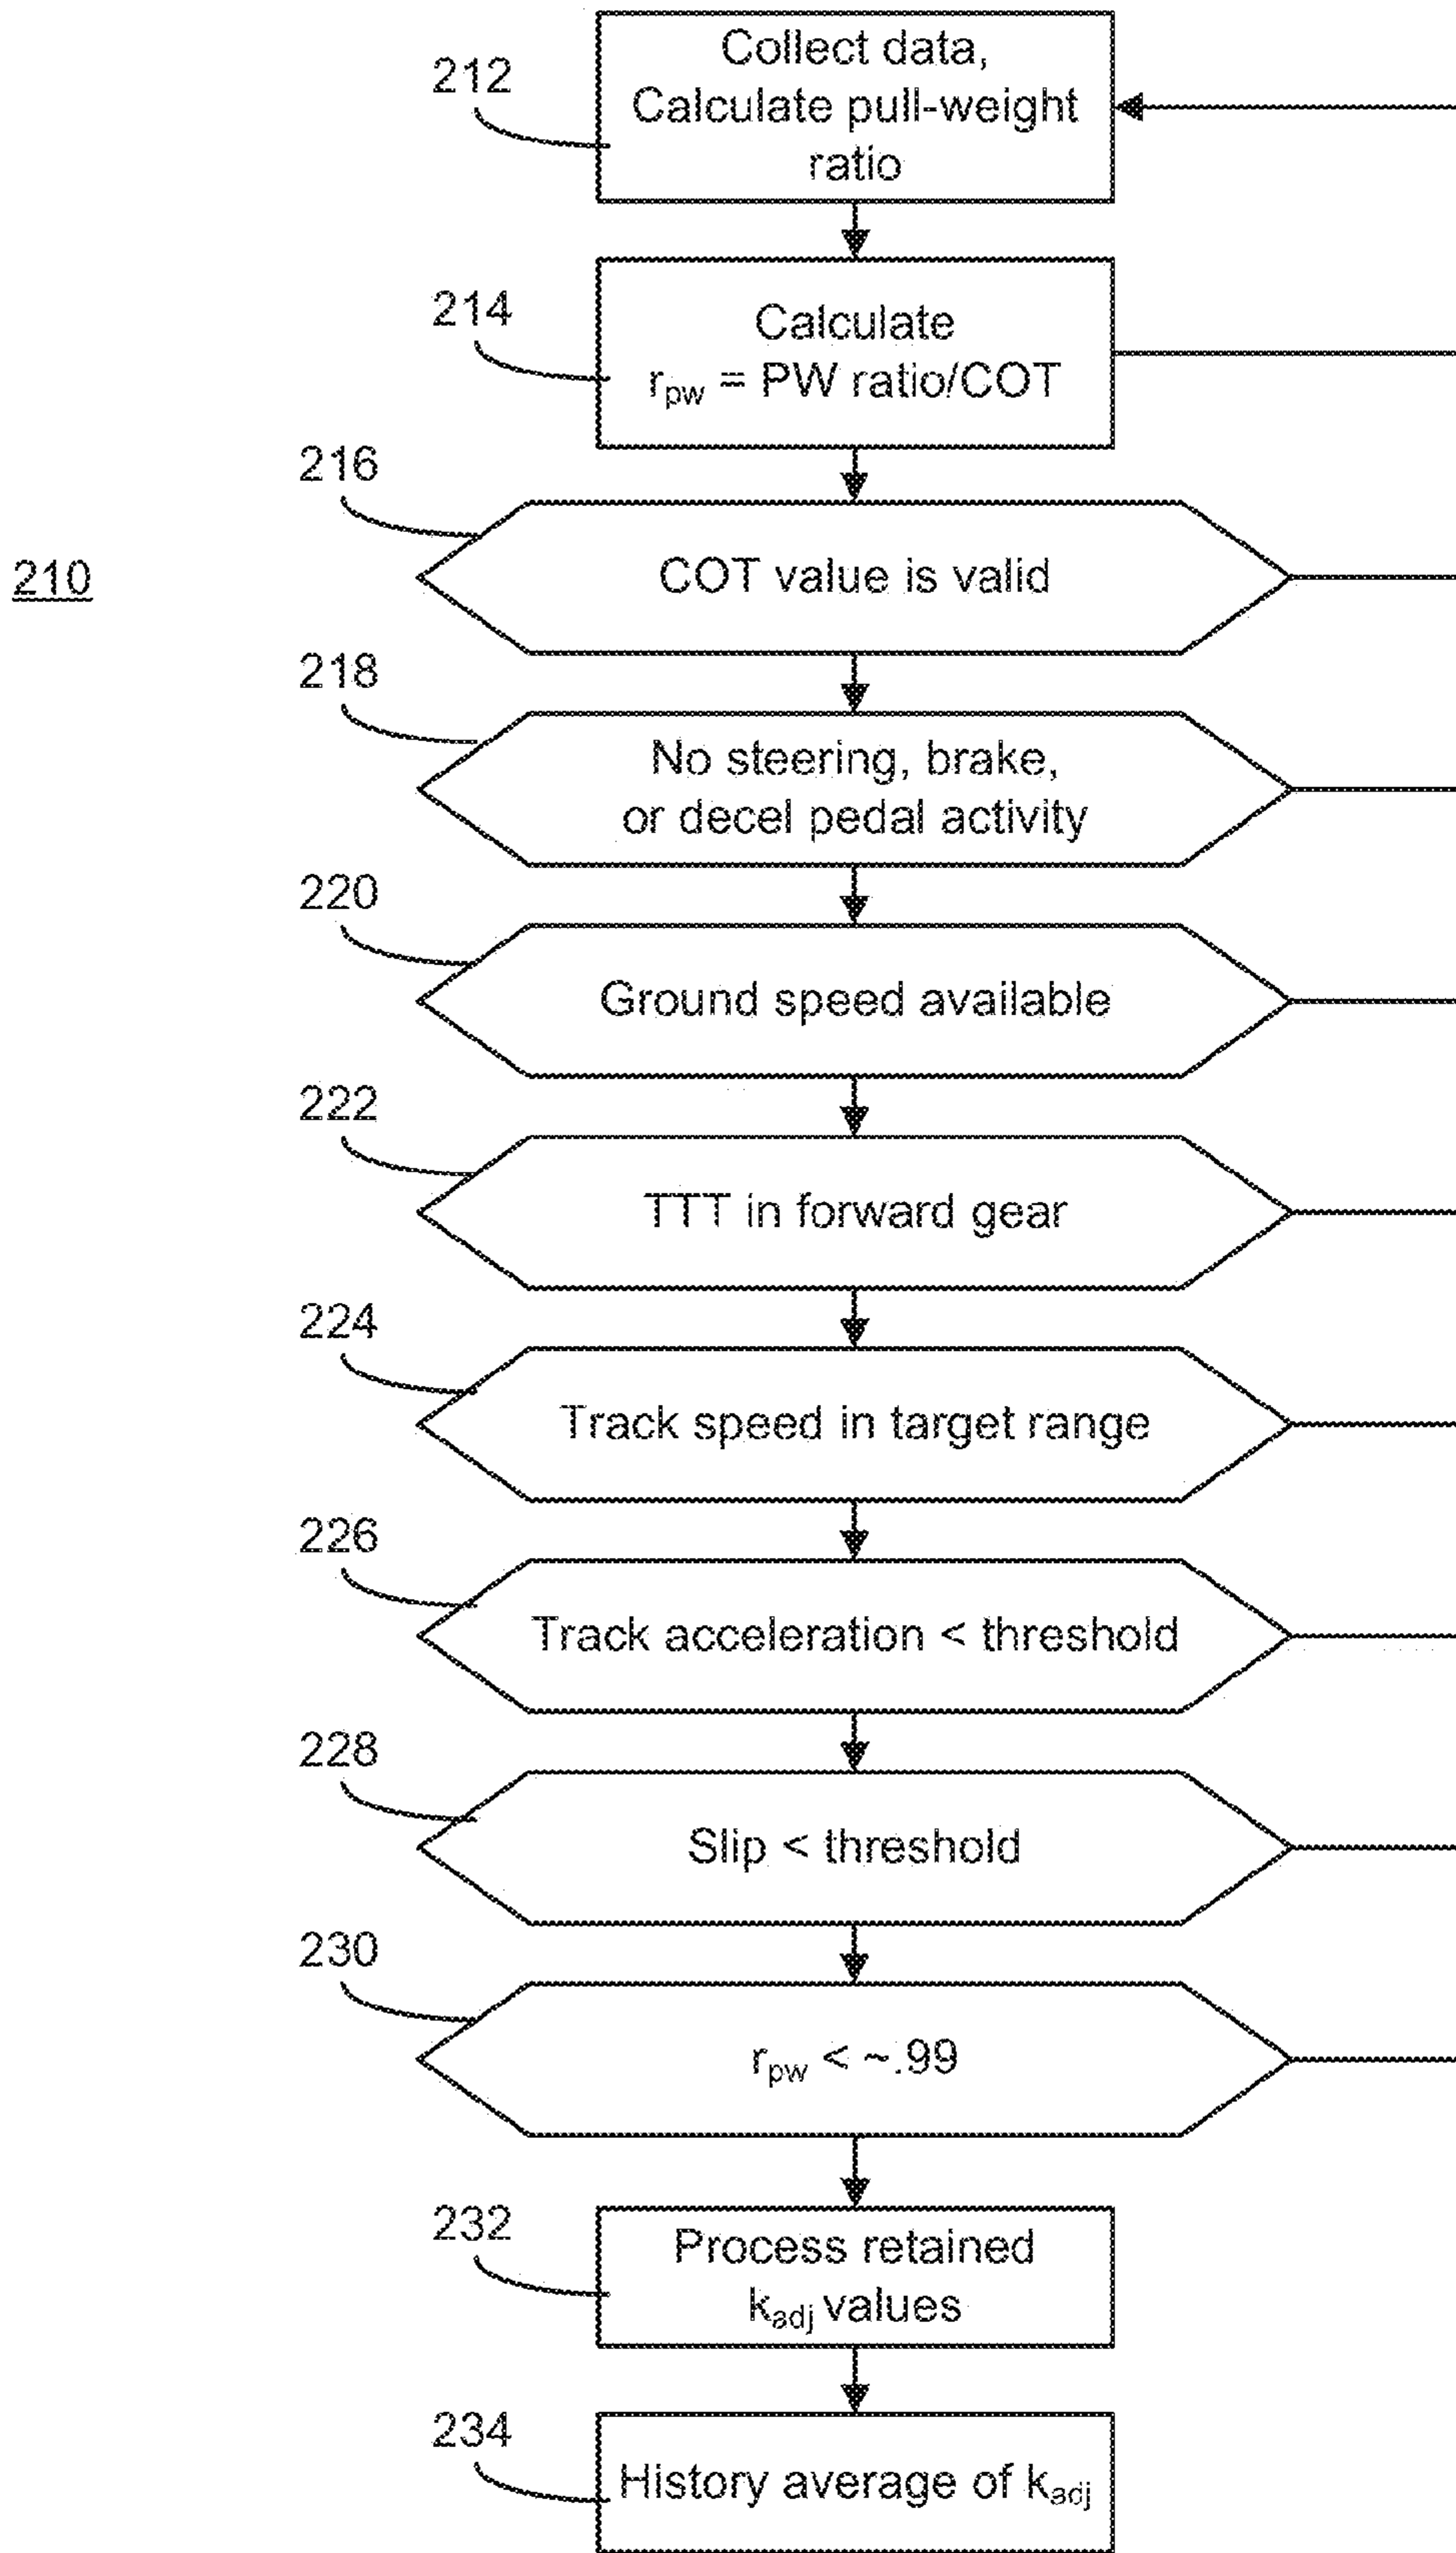 212
Collect data,
Calculate pull-weight
ratio
214
Calculate
rpw = PW ratio/COT
216
COT value is valid
210
218
No steering, brake,
or decel pedal activity
220
Ground speed available
222
TTT in forward gear
224
Track speed in target range
226
Track acceleration < threshold
228
Slip < threshold
230
rpw < ~.99
232
Process retained
kadj values
234
History average of kadj